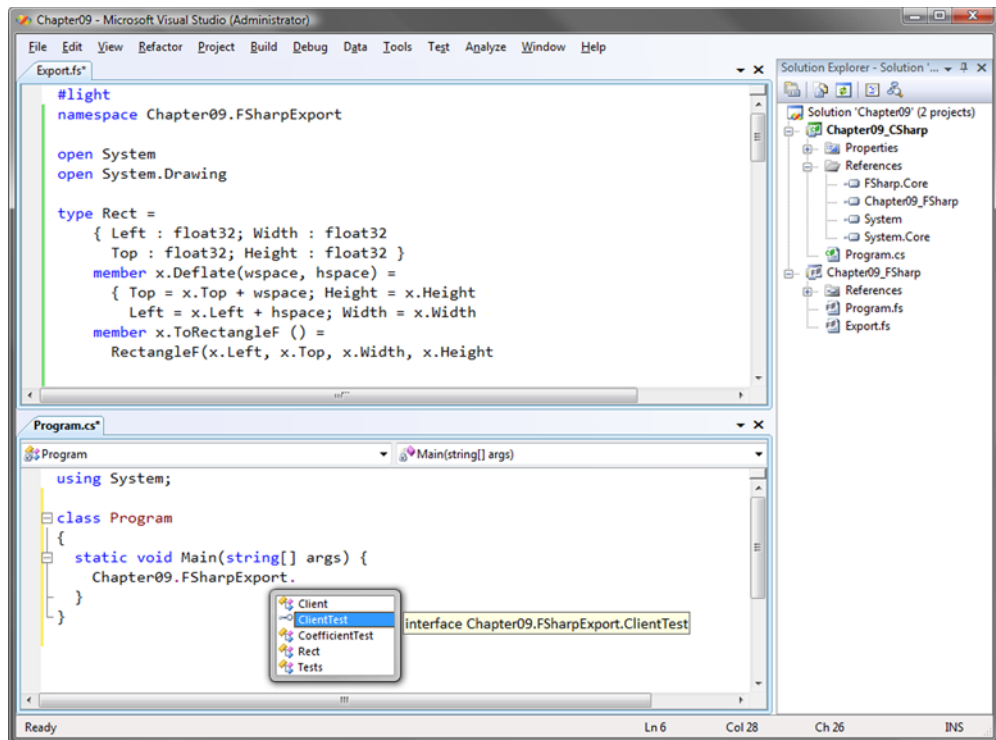 Chapter09 - Microsoft Visual Studio (Administrator)
File Edit View Refactor Project Build Debug Data Tools Test Analyze Window Help
Export.fs*
#light
namespace Chapter09.FSharpExport
open System
open System.Drawing
type Rect =
{ Left : float32; Width : float32
Top : float32; Height : float32 }
member x.Deflate(wspace, hspace) =
{ Top = x.Top + wspace; Height = x.Height
Left = x.Left + hspace; Width = x.Width
member x.ToRectangleF () =
RectangleF(x.Left, x.Top, x.Width, x.Height
Program.cs*
Program
Main(string[] args)
using System;
class Program
{
static void Main(string[] args) {
Chapter09.FSharpExport.
}
}
Client
ClientTest
CoefficientTest
Rect
Tests
interface Chapter09.FSharpExport.ClientTest
Solution Explorer - Solution '...
Solution 'Chapter09' (2 projects)
Chapter09_CSharp
Properties
References
FSharp.Core
Chapter09_FSharp
System
System.Core
Program.cs
Chapter09_FSharp
References
Program.fs
Export.fs
Ready Ln 6 Col 28 Ch 26 INS